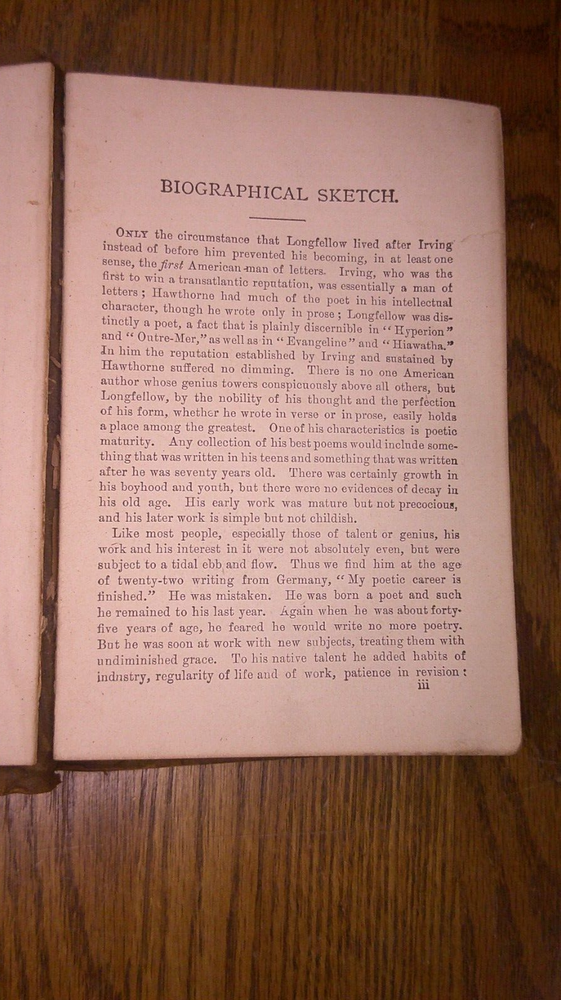 BIOGRAPHICAL SKETCH.
ONLY the circumstance that Longfellow lived after Irving
instead of before him prevented his becoming, in at least one
sense, the first American man of letters. Irving, who was the
first to win a transatlantic reputation, was essentially a man of
letters; Hawthorne had much of the poet in his intellectual
character, though he wrote only in prose; Longfellow was dis-
tinctly a poet, a fact that is plainly discernible in "Hyperion"
and "Outre-Mer," as well as in "Evangeline" and "Hiawatha."
In him the reputation established by Irving and sustained by
Hawthorne suffered no dimming. There is no one American
author whose genius towers conspicuously above all others, but
Longfellow, by the nobility of his thought and the perfection
of his form, whether he wrote in verse or in prose, easily holds
a place among the greatest. One of his characteristics is poetic
maturity. Any collection of his best poems would include some-
thing that was written in his teens and something that was written
after he was seventy years old. There was certainly growth in
his boyhood and youth, but there were no evidences of decay in
his old age. His early work was mature but not precocious,
and his later work is simple but not childish.
Like most people, especially those of talent or genius, his
work and his interest in it were not absolutely even, but were
subject to a tidal ebb and flow. Thus we find him at the age
of twenty-two writing from Germany, "My poetic career is
finished." He was mistaken. He was born a poet and such
he remained to his last year. Again when he was about forty-
five years of age, he feared he would write no more poetry.
But he was soon at work with new subjects, treating them with
undiminished grace. To his native talent he added habits of
industry, regularity of life and of work, patience in revision:
iii